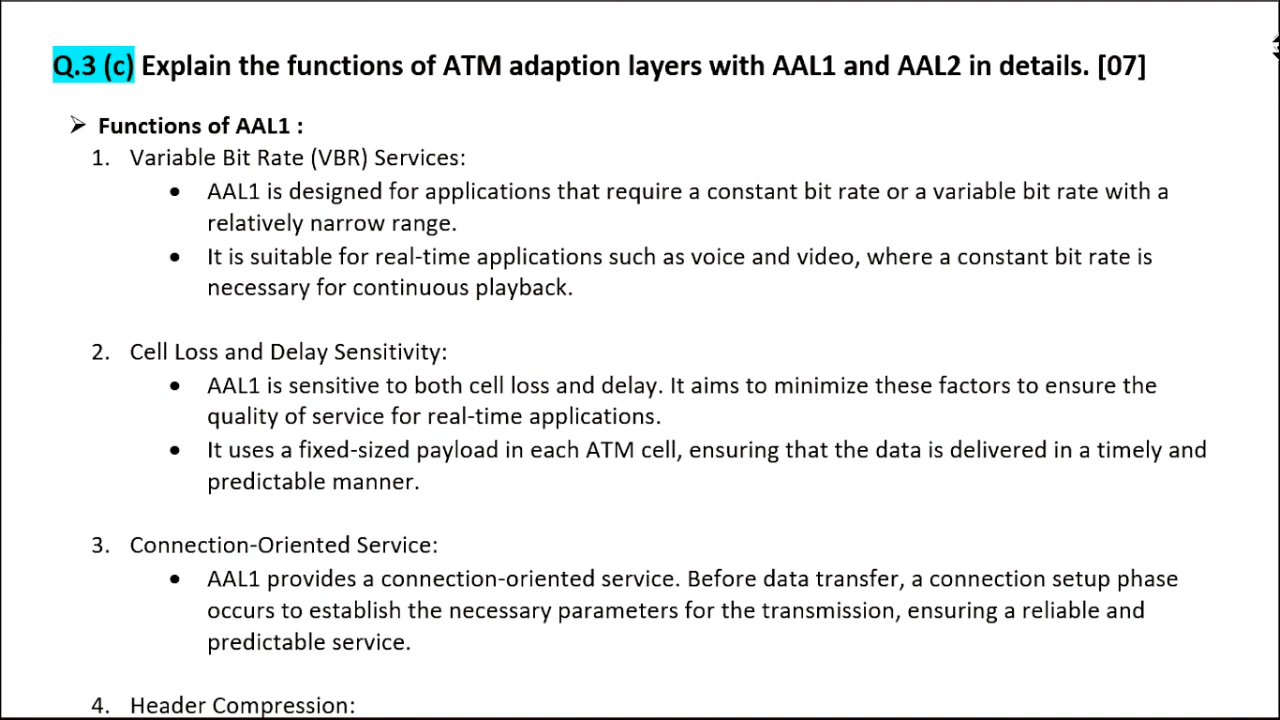 Q.3 (c) Explain the functions of ATM adaption layers with AAL1 and AAL2 in details. [07]
➢ Functions of AAL1 :
1. Variable Bit Rate (VBR) Services:
• AAL1 is designed for applications that require a constant bit rate or a variable bit rate with a
relatively narrow range.
• It is suitable for real-time applications such as voice and video, where a constant bit rate is
necessary for continuous playback.
2. Cell Loss and Delay Sensitivity:
• AAL1 is sensitive to both cell loss and delay. It aims to minimize these factors to ensure the
quality of service for real-time applications.
• It uses a fixed-sized payload in each ATM cell, ensuring that the data is delivered in a timely and
predictable manner.
3. Connection-Oriented Service:
• AAL1 provides a connection-oriented service. Before data transfer, a connection setup phase
occurs to establish the necessary parameters for the transmission, ensuring a reliable and
predictable service.
4. Header Compression: